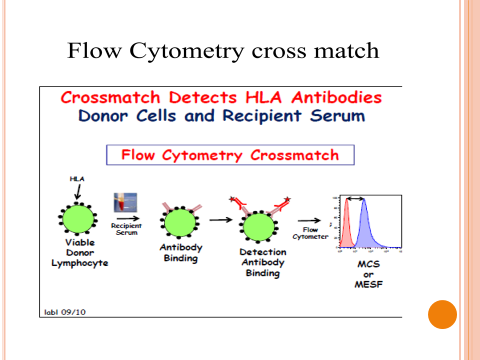 Flow Cytometry cross match
Crossmatch Detects HLA Antibodies
Donor Cells and Recipient Serum
Flow Cytometry Crossmatch
HLA
Viable
Donor
Lymphocyte
Recipient
Serum
Antibody
Binding
Detection
Antibody
Binding
Flow
Cytometer
MCS
or
MESF
labl 09/10